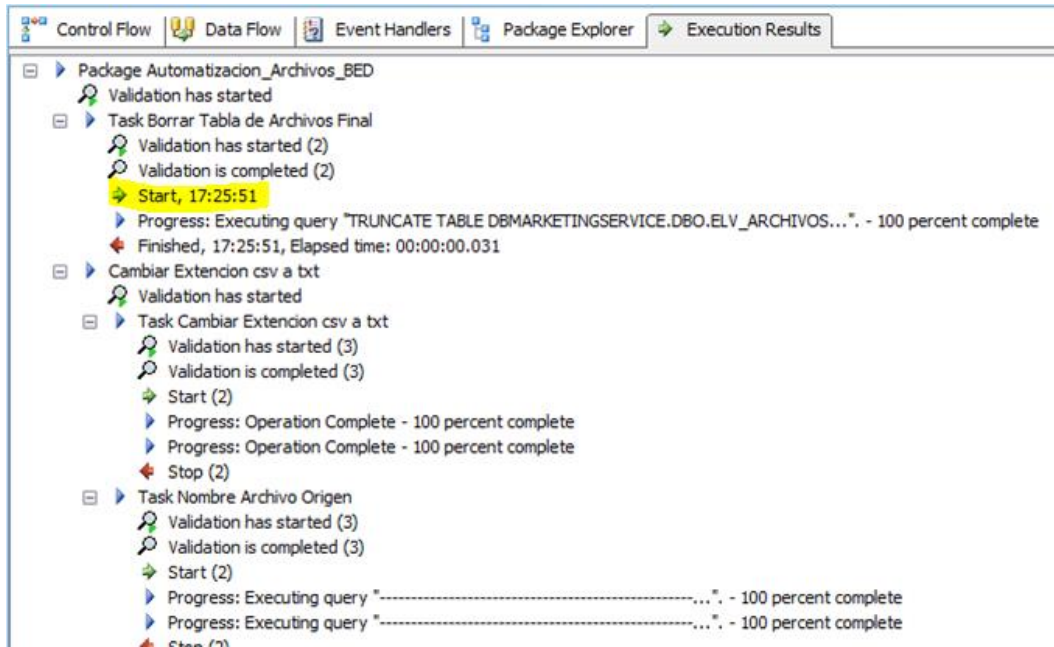 Control Flow Data Flow Event Handlers Package Explorer Execution Results
Package Automatizacion_Archivos_BED
Validation has started
Task Borrar Tabla de Archivos Final
Validation has started (2)
Validation is completed (2)
Start, 17:25:51
Progress: Executing query "TRUNCATE TABLE DBMARKETINGSERVICE.DBO.ELV_ARCHIVOS...". - 100 percent complete
Finished, 17:25:51, Elapsed time: 00:00:00.031
Cambiar Extencion csv a txt
Validation has started
Task Cambiar Extencion csv a txt
Validation has started (3)
Validation is completed (3)
Start (2)
Progress: Operation Complete - 100 percent complete
Progress: Operation Complete - 100 percent complete
Stop (2)
Task Nombre Archivo Origen
Validation has started (3)
Validation is completed (3)
Start (2)
Progress: Executing query "----------------------------------------------------...". - 100 percent complete
Progress: Executing query "----------------------------------------------------...". - 100 percent complete
Stop (2)